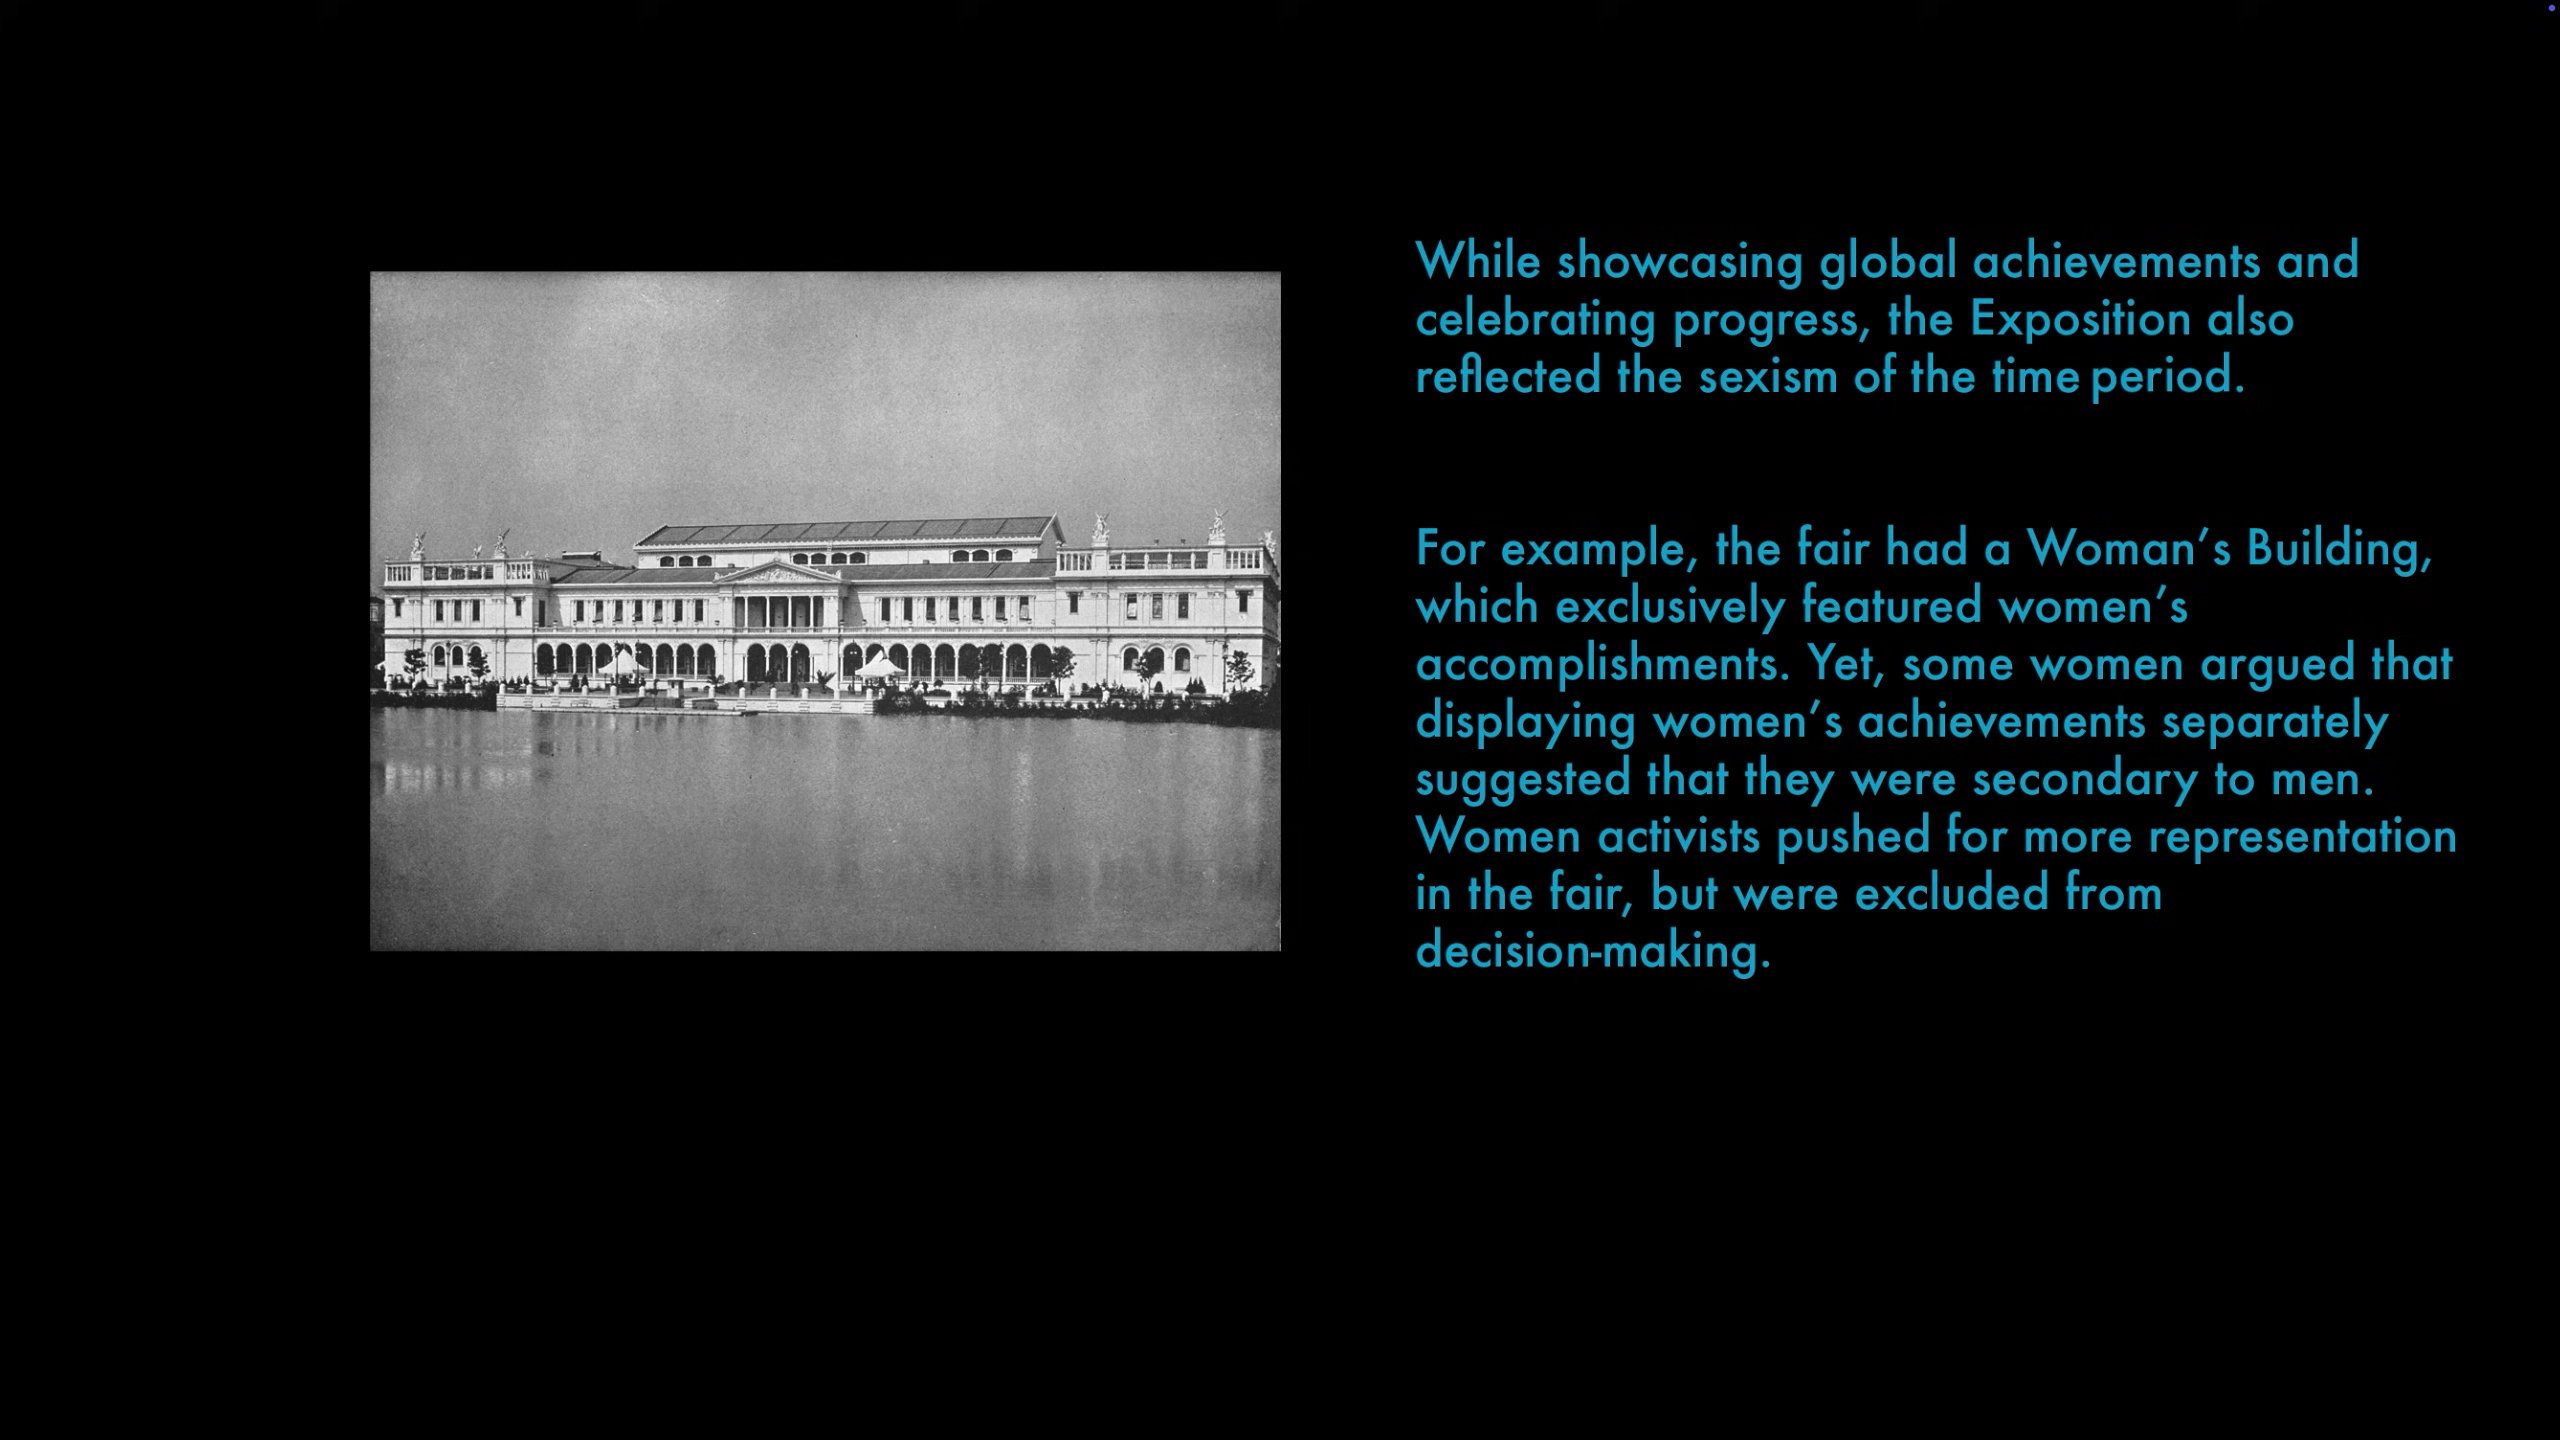 While showcasing global achievements and
celebrating progress, the Exposition also
reflected the sexism of the time period.
For example, the fair had a Woman’s Building,
which exclusively featured women’s
accomplishments. Yet, some women argued that
displaying women’s achievements separately
suggested that they were secondary to men.
Women activists pushed for more representation
in the fair, but were excluded from
decision-making.